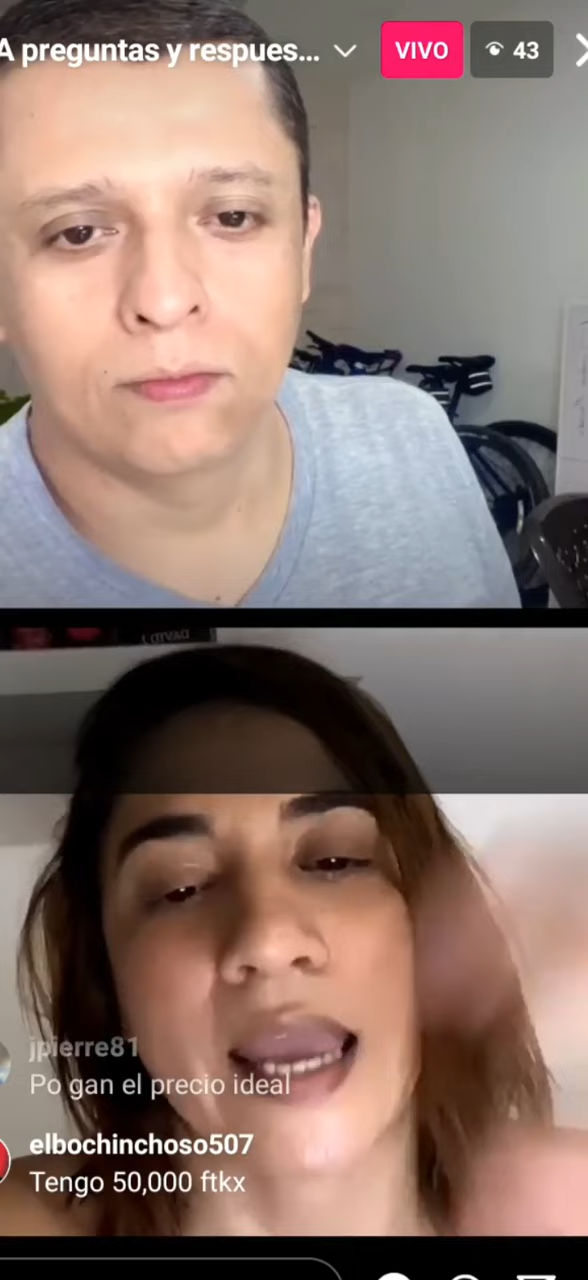 A preguntas y respues...
VIVO
43
jpierre81
Po gan el precio ideal
elbochinchoso507
Tengo 50,000 ftkx